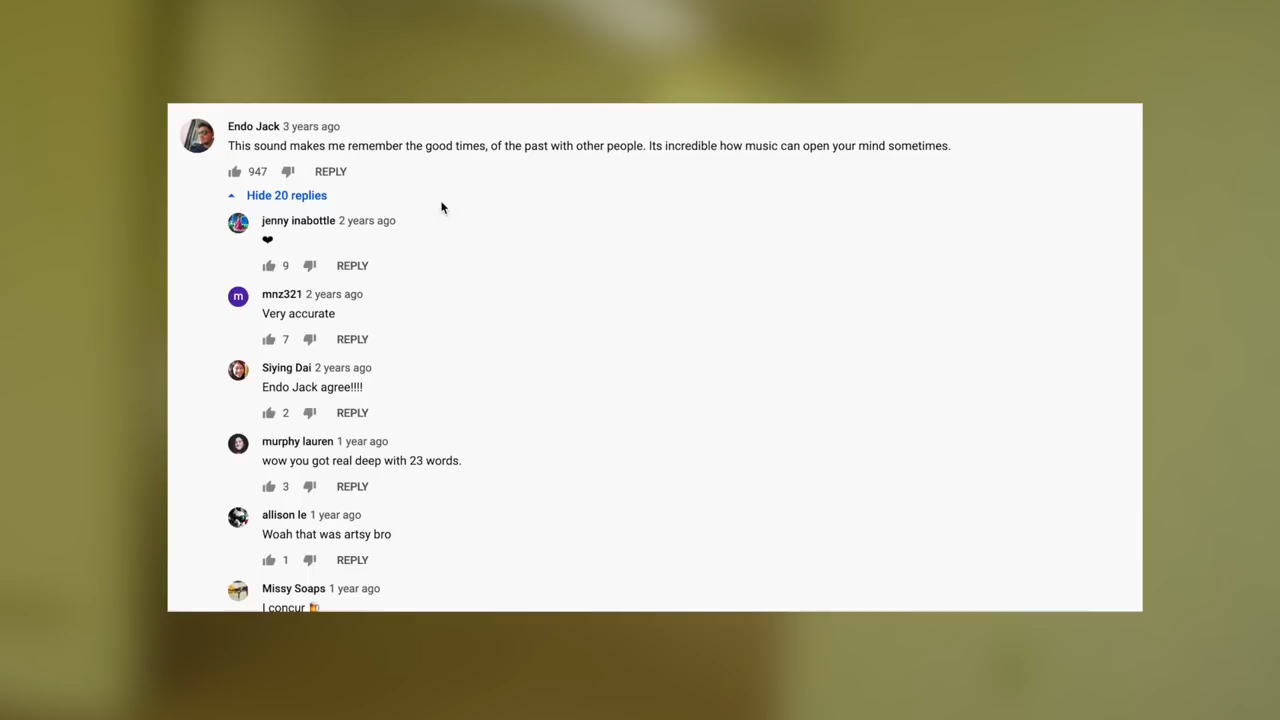 Endo Jack 3 years ago
This sound makes me remember the good times, of the past with other people. Its incredible how music can open your mind sometimes.
947 REPLY
Hide 20 replies
jenny inabottle 2 years ago
❤
9 REPLY
m
mnz321 2 years ago
Very accurate
7 REPLY
Siying Dai 2 years ago
Endo Jack agree!!!!
2 REPLY
murphy lauren 1 year ago
wow you got real deep with 23 words.
3 REPLY
allison le 1 year ago
Woah that was artsy bro
1 REPLY
Missy Soaps 1 year ago
I concur